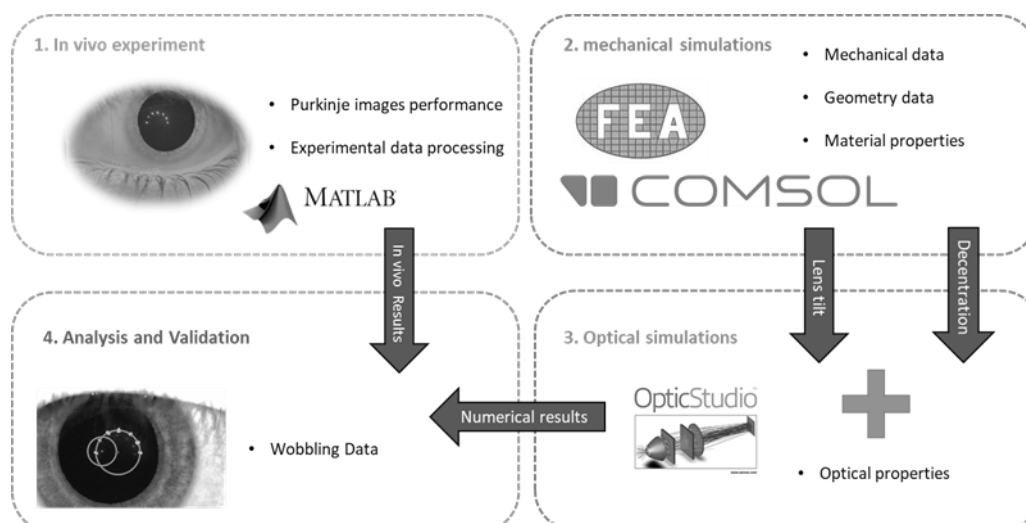 1. In vivo experiment
• Purkinje images performance
• Experimental data processing
MATLAB®
2. mechanical simulations
• Mechanical data
• Geometry data
• Material properties
FEA
COMSOL
In vivo Results
Lens tilt
Decentration
4. Analysis and Validation
• Wobbling Data
Numerical results
3. Optical simulations
OpticStudio™
• Optical properties